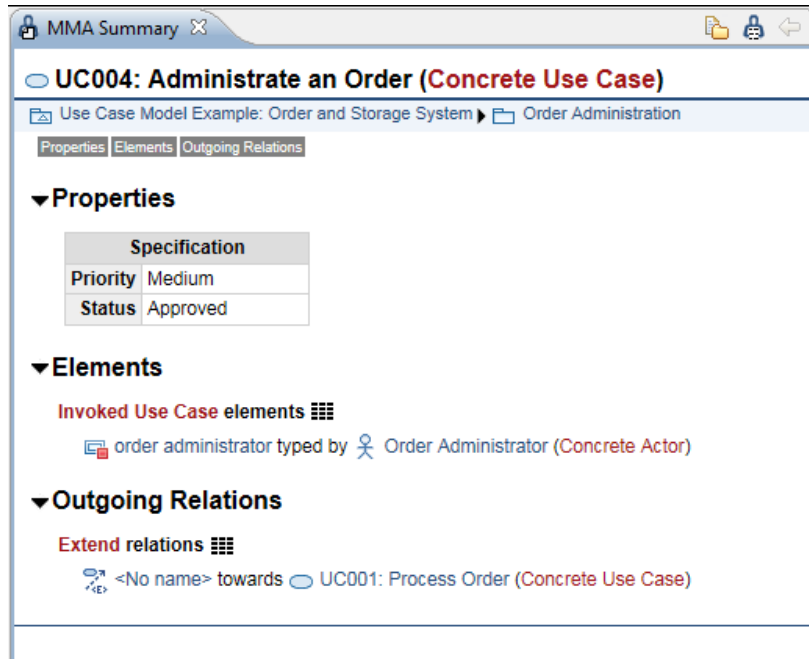 MMA Summary
UC004: Administrate an Order (Concrete Use Case)
Use Case Model Example: Order and Storage System Order Administration
Properties Elements Outgoing Relations
Properties
Specification
Priority Medium
Status Approved
Elements
Invoked Use Case elements
order administrator typed by Order Administrator (Concrete Actor)
Outgoing Relations
Extend relations
<E> <No name> towards UC001: Process Order (Concrete Use Case)